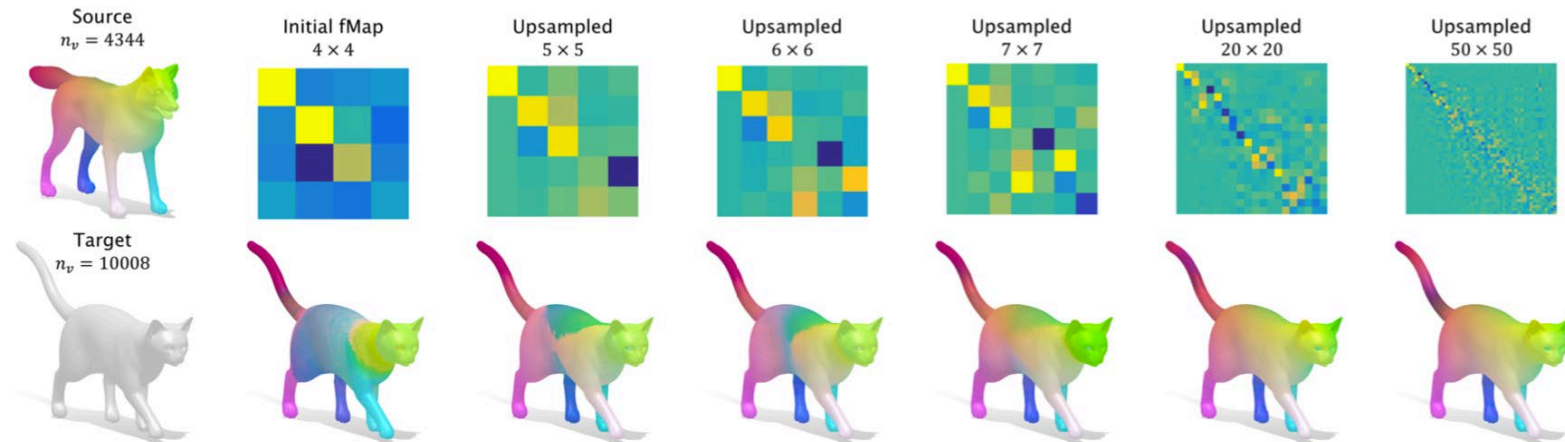 Source
n_v = 4344
Initial fMap
4 × 4
Upsampled
5 × 5
Upsampled
6 × 6
Upsampled
7 × 7
Upsampled
20 × 20
Upsampled
50 × 50
Target
n_v = 10008